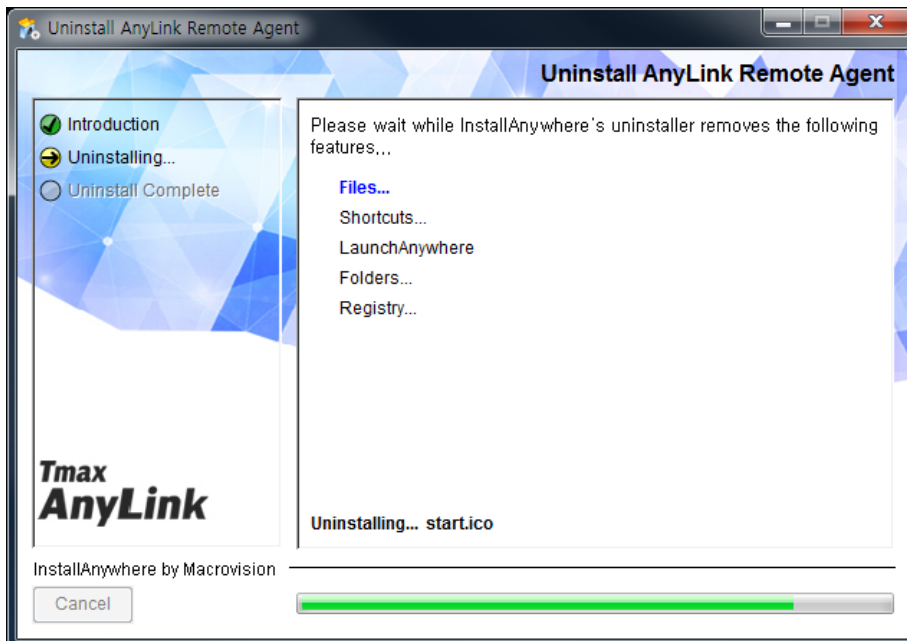 Uninstall AnyLink Remote Agent
Uninstall AnyLink Remote Agent
Introduction
Uninstalling...
Uninstall Complete
Please wait while InstallAnywhere's uninstaller removes the following
features...
Files...
Shortcuts...
LaunchAnywhere
Folders...
Registry...
Tmax
AnyLink
Uninstalling... start.ico
InstallAnywhere by Macrovision
Cancel